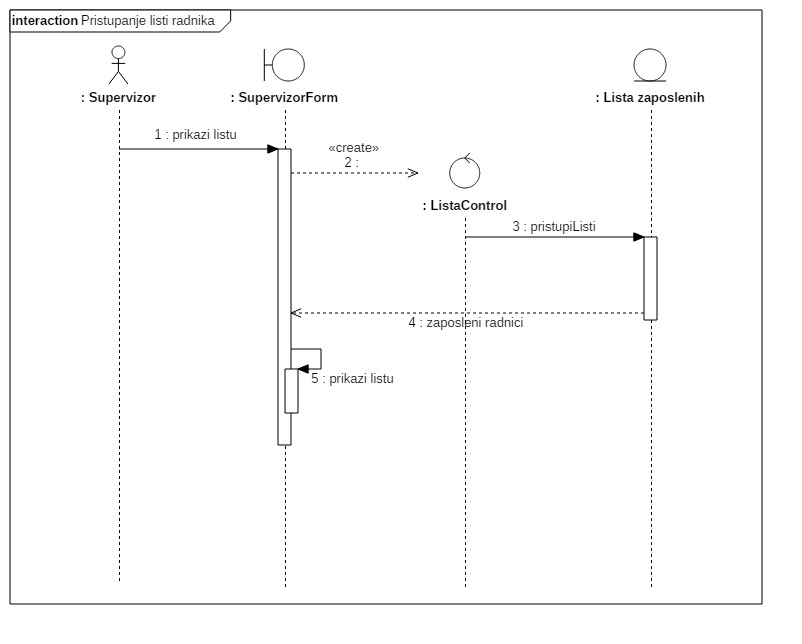 interaction Pristupanje listi radnika
: Supervizor
: SupervizorForm
: Lista zaposlenih
1 : prikazi listu
«create»
2 :
: ListaControl
3 : pristupiListi
4 : zaposleni radnici
5 : prikazi listu